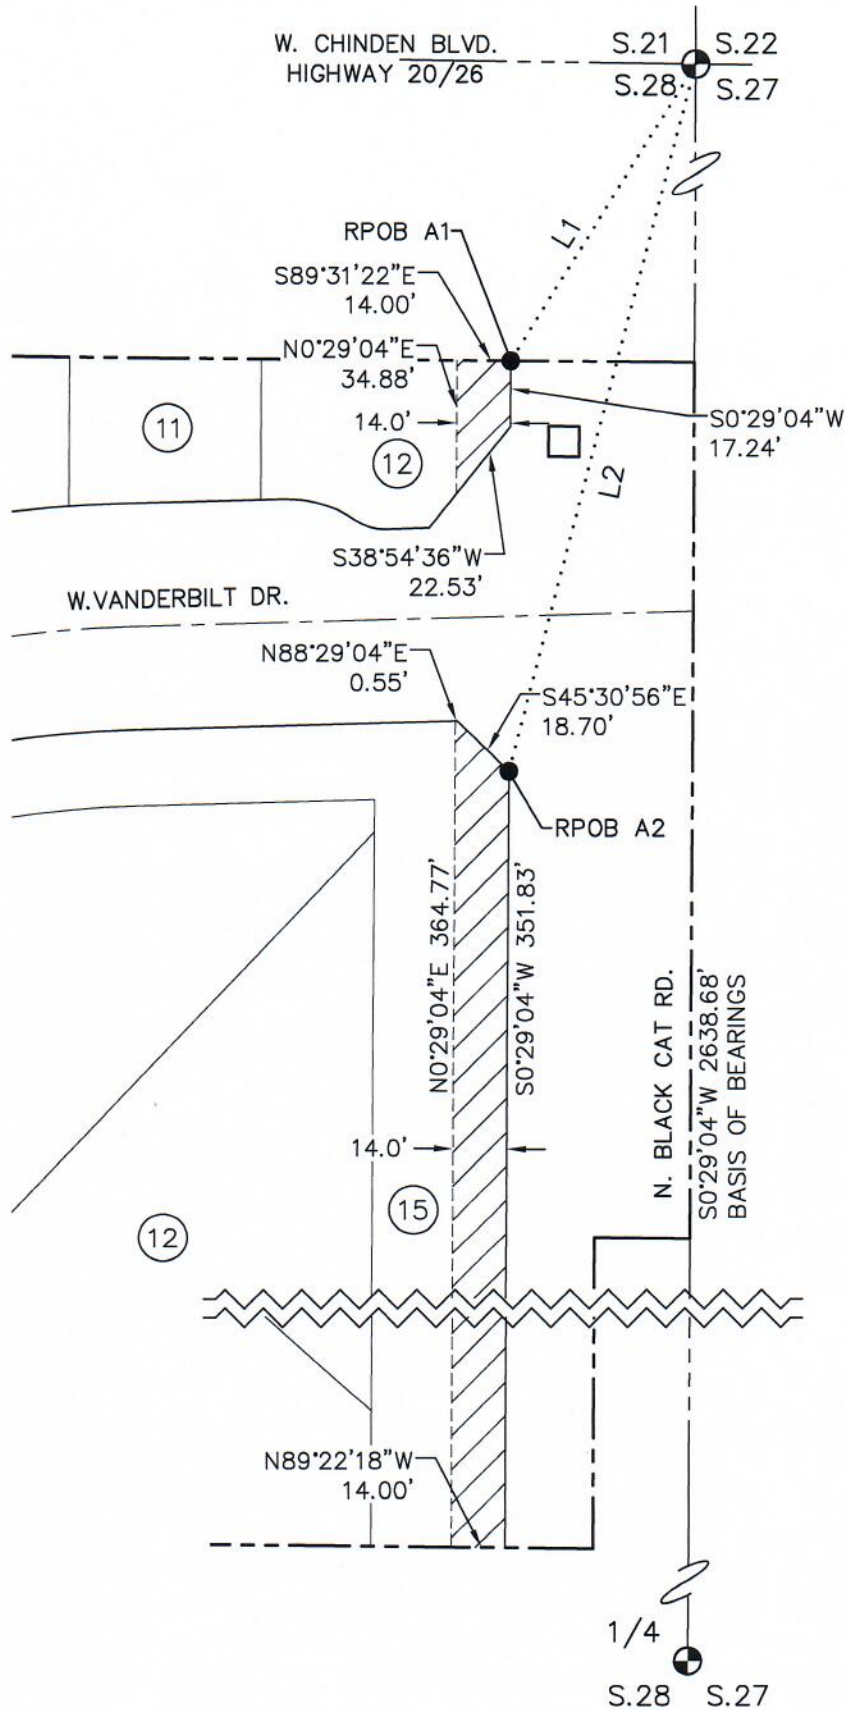 W. CHINDEN BLVD.
HIGHWAY 20/26
S.21 S.22
S.28 S.27
L1
RPOB A1
S89°31'22"E
14.00'
N0°29'04"E
34.88'
14.0'
11
12
S0°29'04"W
17.24'
L2
S38°54'36"W
22.53'
W.VANDERBILT DR.
N88°29'04"E
0.55'
S45°30'56"E
18.70'
RPOB A2
N0°29'04"E 364.77'
S0°29'04"W 351.83'
N. BLACK CAT RD.
S0°29'04"W 2638.68'
BASIS OF BEARINGS
14.0'
15
12
N89°22'18"W
14.00'
1/4
S.28 S.27